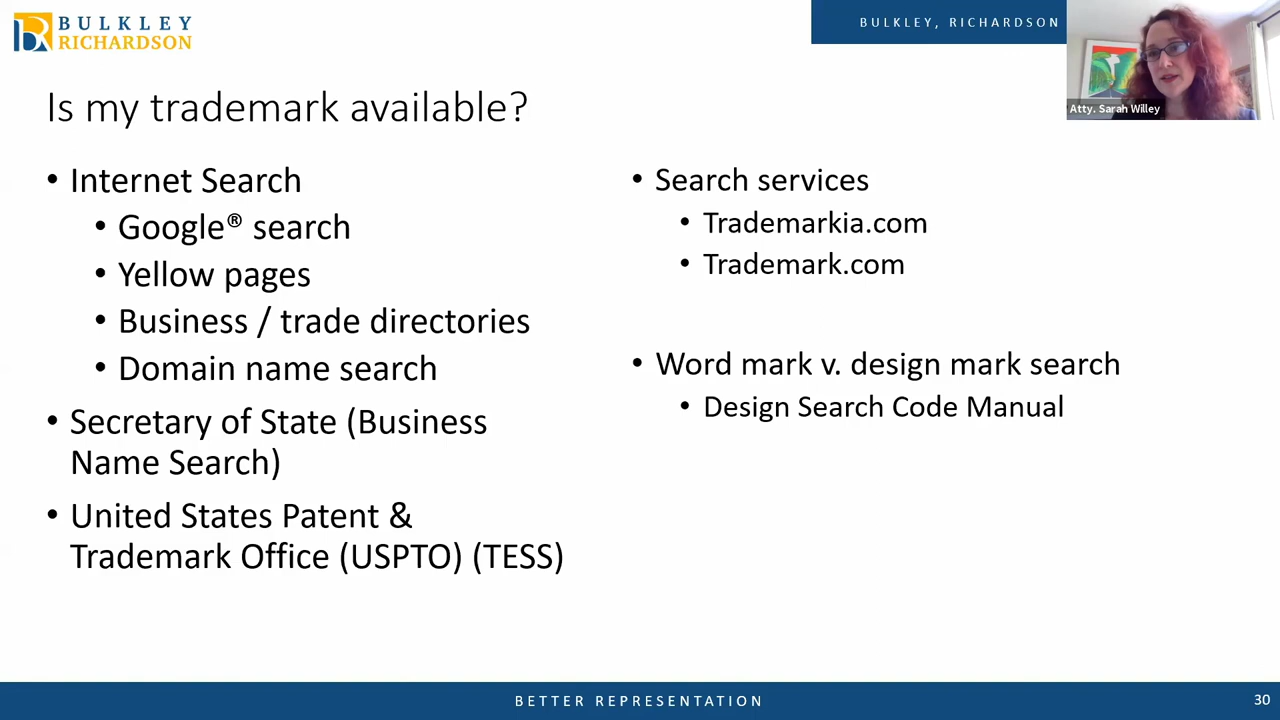 BULKLEY
RICHARDSON
BULKLEY, RICHARDSON
Atty. Sarah Willey
Is my trademark available?
• Internet Search
• Google® search
• Yellow pages
• Business / trade directories
• Domain name search
• Secretary of State (Business
Name Search)
• United States Patent &
Trademark Office (USPTO) (TESS)
• Search services
• Trademarkia.com
• Trademark.com
• Word mark v. design mark search
• Design Search Code Manual
BETTER REPRESENTATION
30